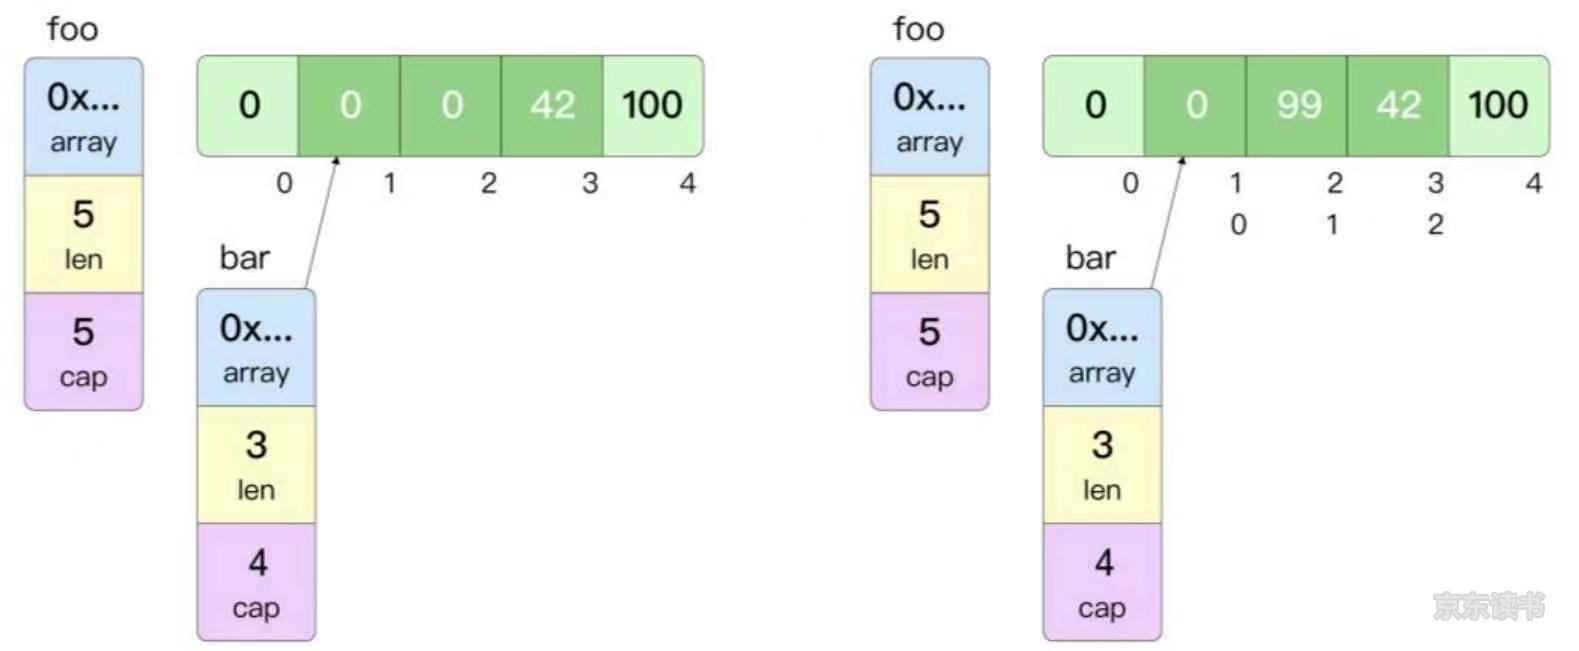 foo
0x...
array
5
len
5
cap
0 0 0 42 100
0 1 2 3 4
bar
0x...
array
3
len
4
cap
foo
0x...
array
5
len
5
cap
0 0 99 42 100
0 1 2 3 4
0 1 2
bar
0x...
array
3
len
4
cap
京东读书